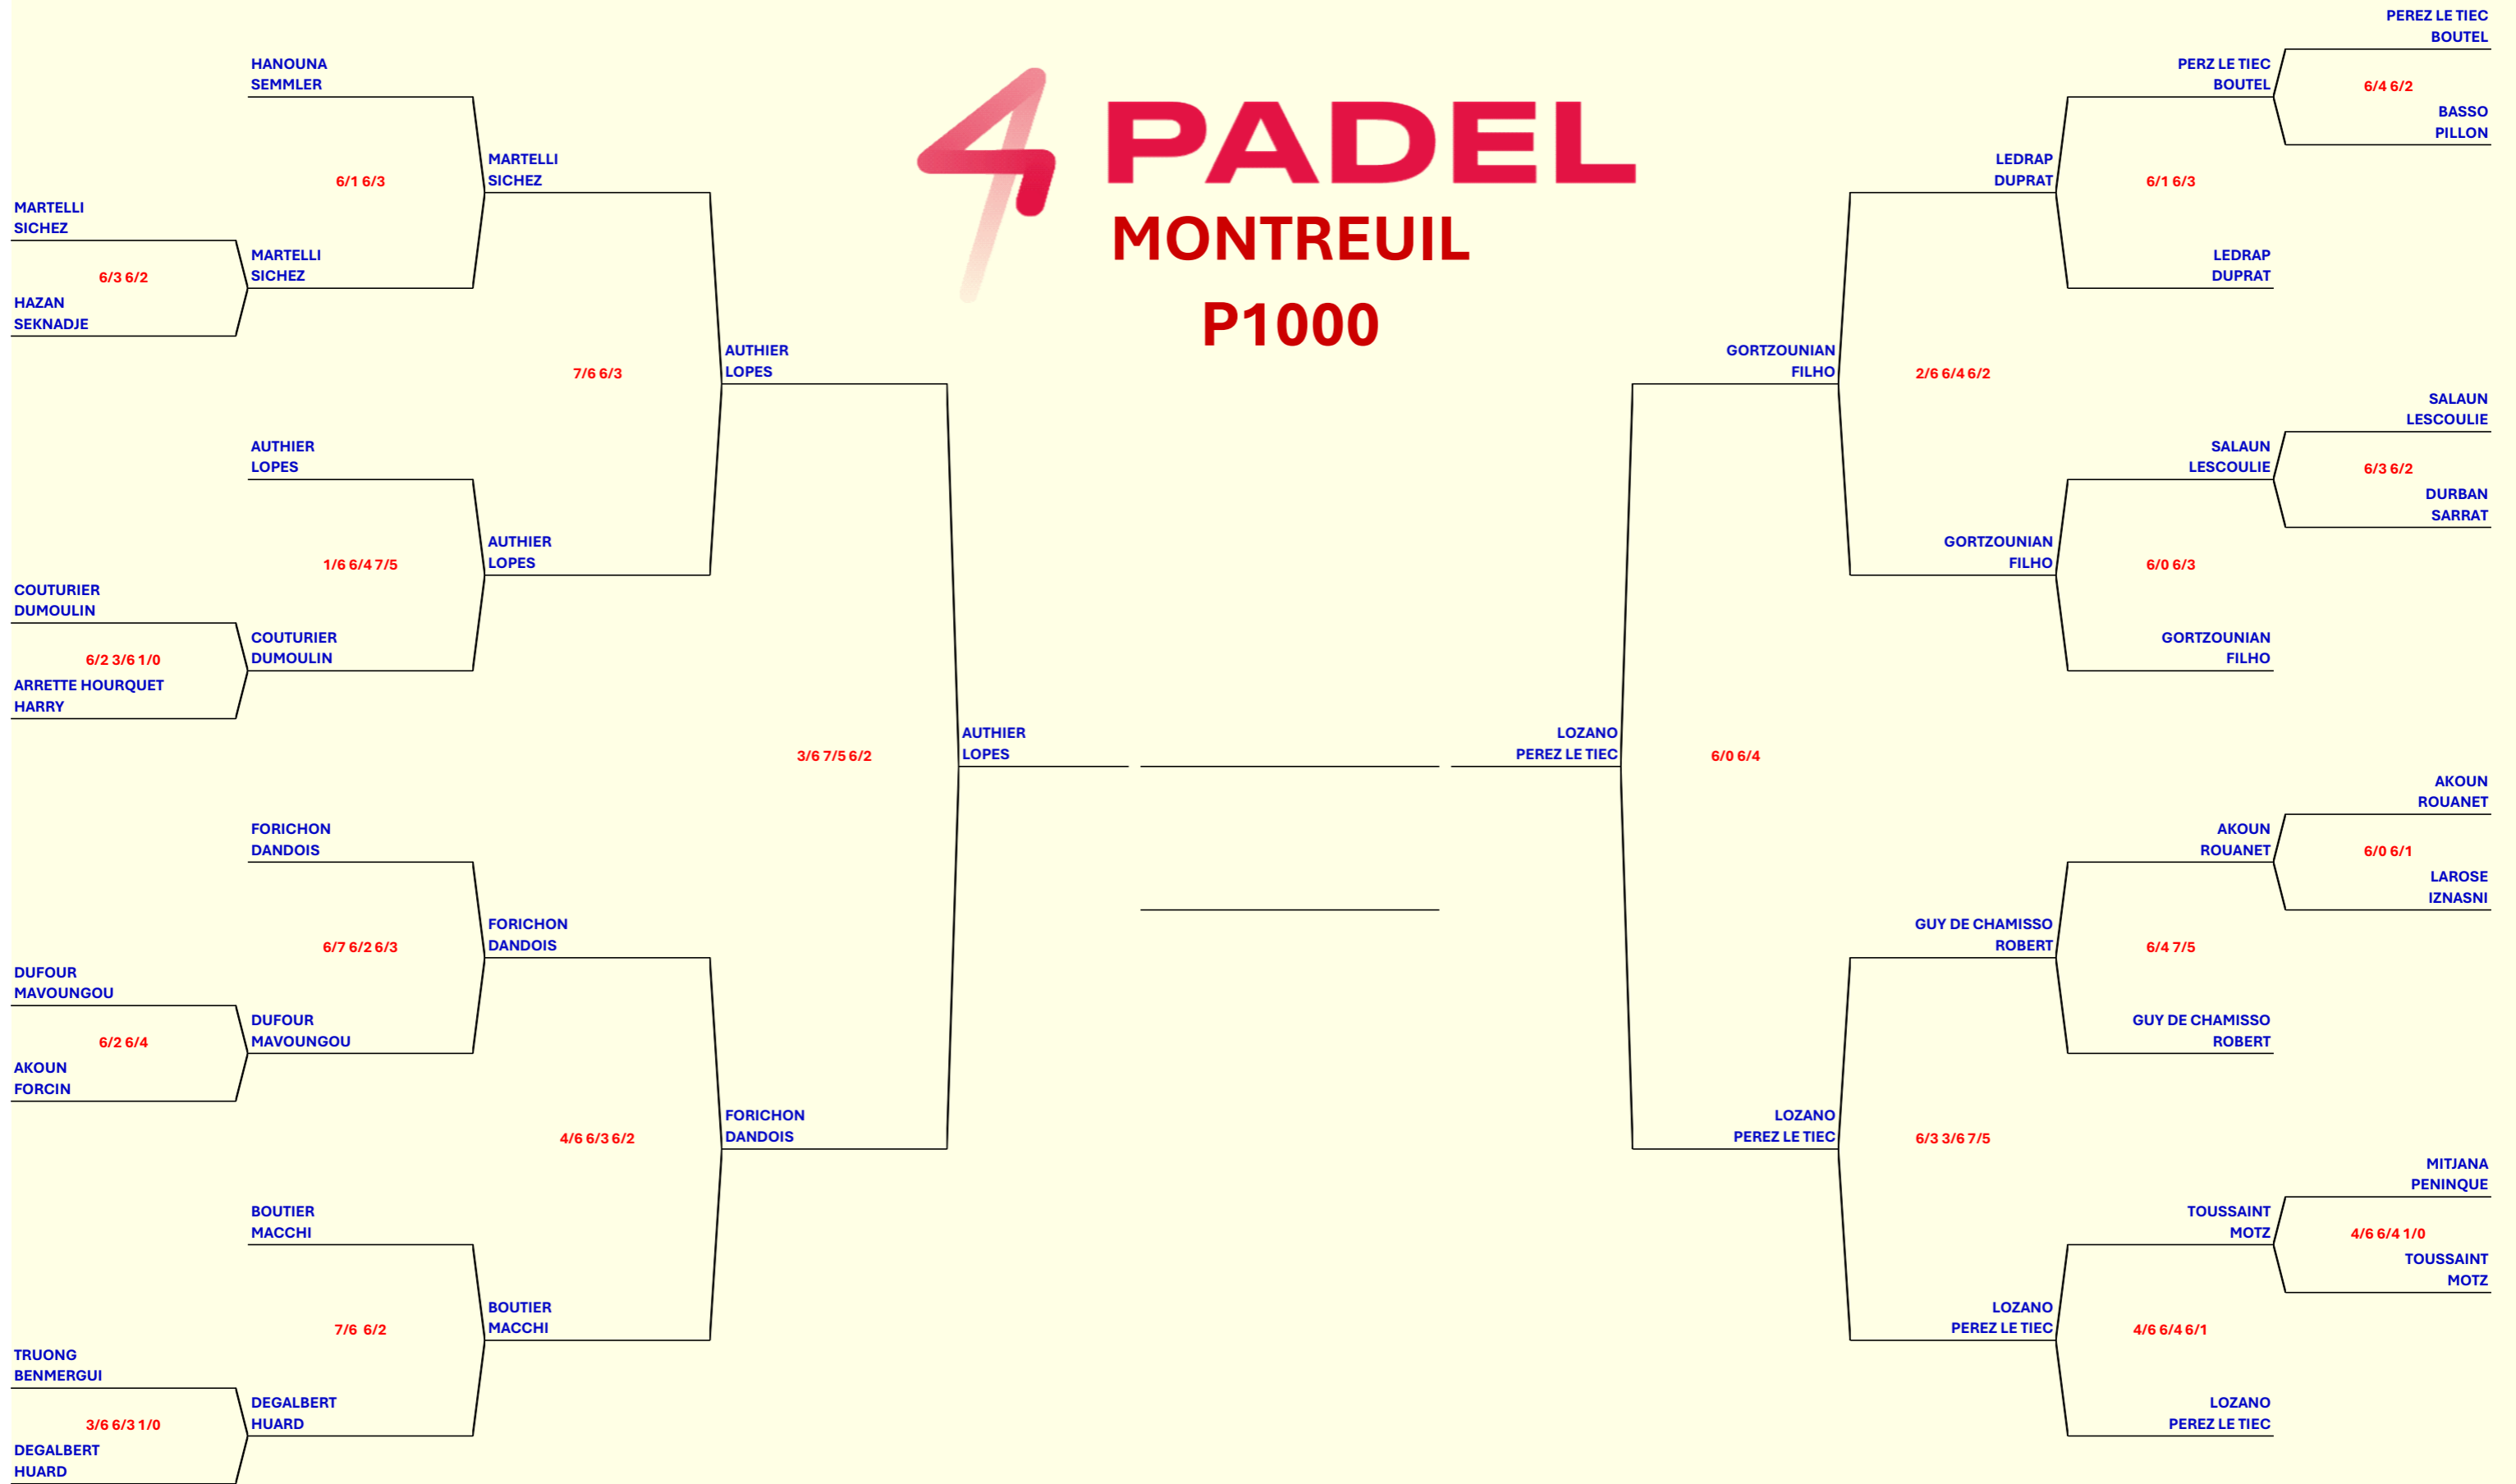 4 PADEL
MONTREUIL
P1000
HANOUNA
SEMMLER
6/1 6/3
MARTELLI
SICHEZ
MARTELLI
SICHEZ
6/3 6/2
HAZAN
SEKNADJE
MARTELLI
SICHEZ
7/6 6/3
AUTHIER
LOPES
AUTHIER
LOPES
1/6 6/4 7/5
AUTHIER
LOPES
COUTURIER
DUMOULIN
6/2 3/6 1/0
ARRETTE HOURQUET
HARRY
COUTURIER
DUMOULIN
3/6 7/5 6/2
AUTHIER
LOPES
FORICHON
DANDOIS
6/7 6/2 6/3
FORICHON
DANDOIS
DUFOUR
MAVOUNGOU
6/2 6/4
AKOUN
FORCIN
DUFOUR
MAVOUNGOU
4/6 6/3 6/2
FORICHON
DANDOIS
BOUTIER
MACCHI
7/6 6/2
BOUTIER
MACCHI
TRUONG
BENMERGUI
3/6 6/3 1/0
DEGALBERT
HUARD
DEGALBERT
HUARD
PEREZ LE TIEC
BOUTEL
6/4 6/2
BASSO
PILLON
PERZ LE TIEC
BOUTEL
6/1 6/3
LEDRAP
DUPRAT
LEDRAP
DUPRAT
GORTZOUNIAN
FILHO
2/6 6/4 6/2
SALAUN
LESCOULIE
6/3 6/2
DURBAN
SARRAT
SALAUN
LESCOULIE
6/0 6/3
GORTZOUNIAN
FILHO
GORTZOUNIAN
FILHO
LOZANO
PEREZ LE TIEC
6/0 6/4
AKOUN
ROUANET
6/0 6/1
LAROSE
IZNASNI
AKOUN
ROUANET
6/4 7/5
GUY DE CHAMISSO
ROBERT
GUY DE CHAMISSO
ROBERT
LOZANO
PEREZ LE TIEC
6/3 3/6 7/5
MITJANA
PENINQUE
4/6 6/4 1/0
TOUSSAINT
MOTZ
TOUSSAINT
MOTZ
4/6 6/4 6/1
LOZANO
PEREZ LE TIEC
LOZANO
PEREZ LE TIEC